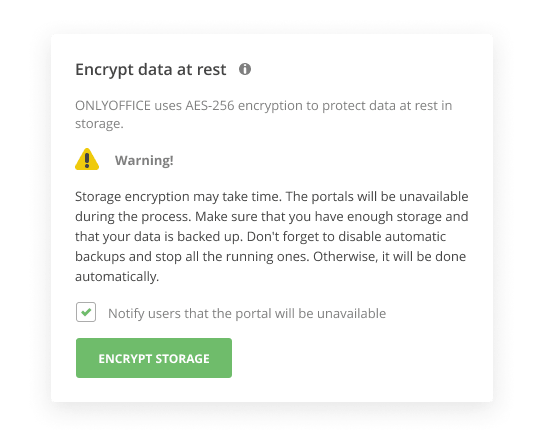 Encrypt data at rest
ONLYOFFICE uses AES-256 encryption to protect data at rest in
storage.
Warning!
Storage encryption may take time. The portals will be unavailable
during the process. Make sure that you have enough storage and
that your data is backed up. Don't forget to disable automatic
backups and stop all the running ones. Otherwise, it will be done
automatically.
Notify users that the portal will be unavailable
ENCRYPT STORAGE